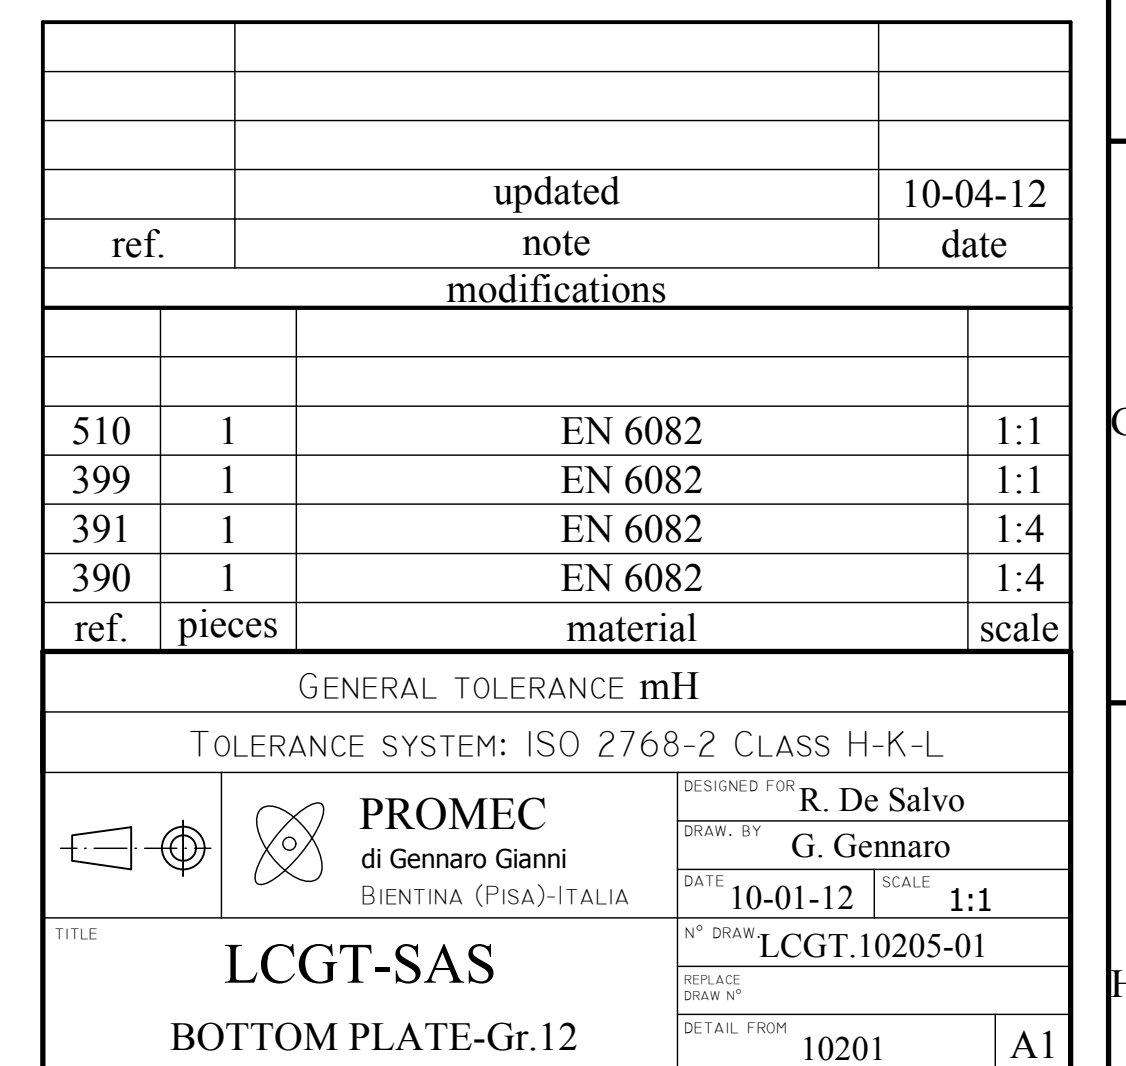 updated 10-04-12
ref. note date
modifications
510 1 EN 6082 1:1
399 1 EN 6082 1:1
391 1 EN 6082 1:4
390 1 EN 6082 1:4
ref. pieces material scale
GENERAL TOLERANCE mH
TOLERANCE SYSTEM: ISO 2768-2 CLASS H-K-L
PROMEC
di Gennaro Gianni
BIENTINA (PISA)-ITALIA
DESIGNED FOR R. De Salvo
DRAW. BY G. Gennaro
DATE 10-01-12 SCALE 1:1
TITLE
LCGT-SAS
BOTTOM PLATE-Gr.12
N° DRAW. LCGT.10205-01
REPLACE
DRAW N°
DETAIL FROM 10201 A1